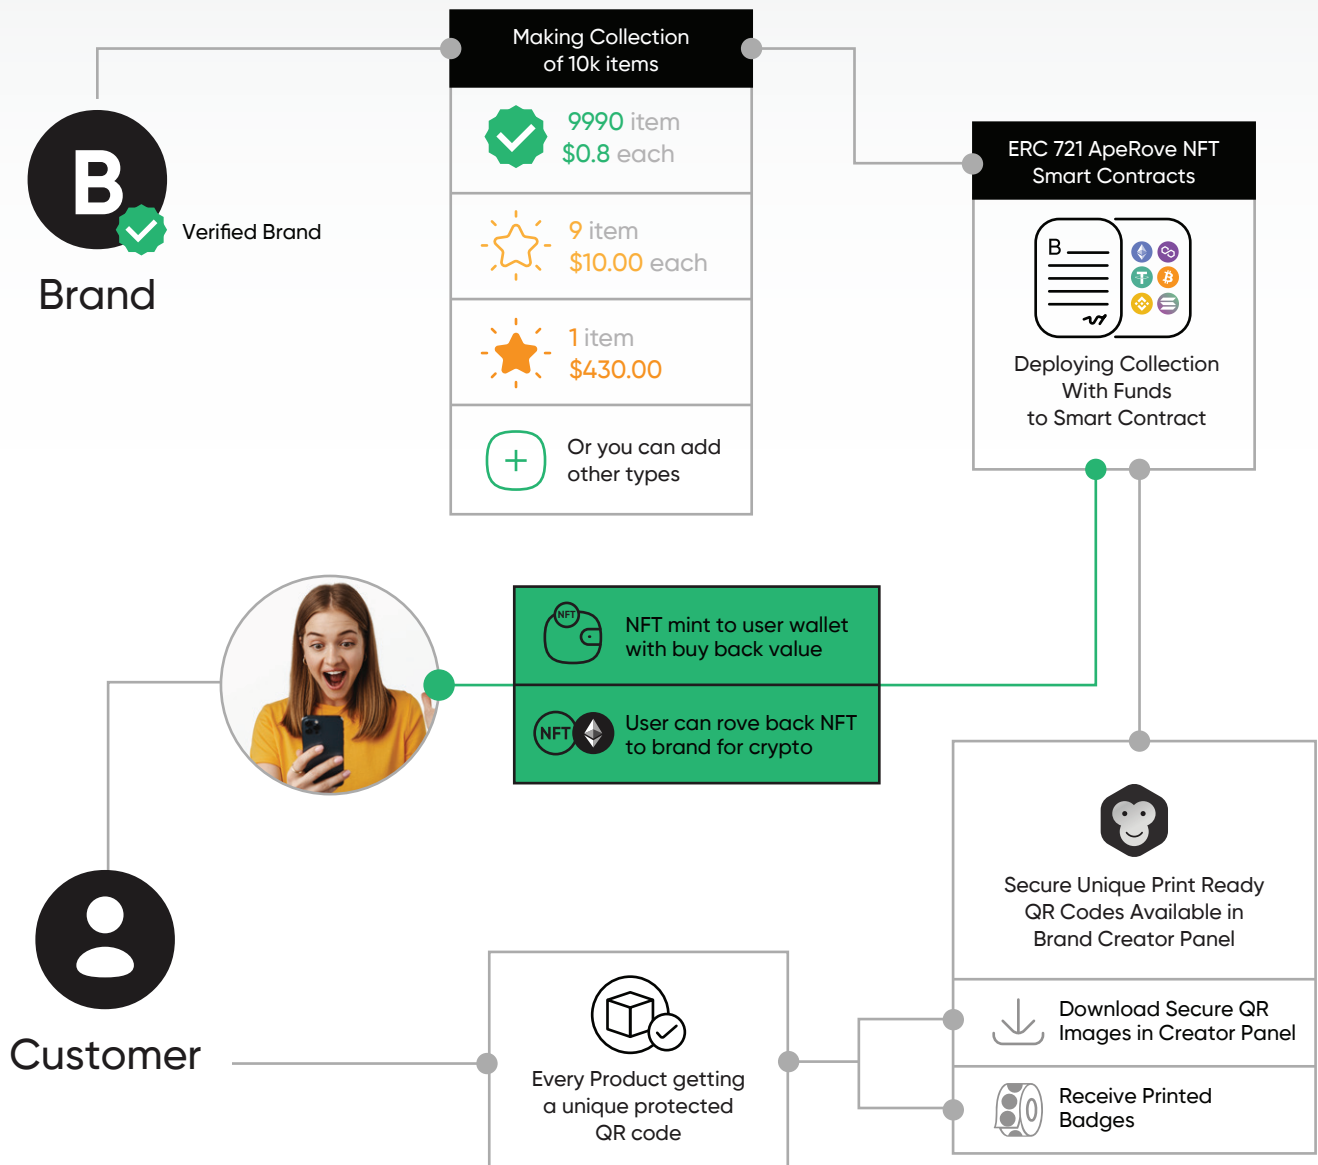 Making Collection
of 10k items
9990 item
$0.8 each
9 item
$10.00 each
1 item
$430.00
Or you can add
other types
B
Verified Brand
Brand
ERC 721 ApeRove NFT
Smart Contracts
B
Deploying Collection
With Funds
to Smart Contract
NFT
NFT mint to user wallet
with buy back value
NFT
User can rove back NFT
to brand for crypto
Secure Unique Print Ready
QR Codes Available in
Brand Creator Panel
Download Secure QR
Images in Creator Panel
Receive Printed
Badges
Customer
Every Product getting
a unique protected
QR code